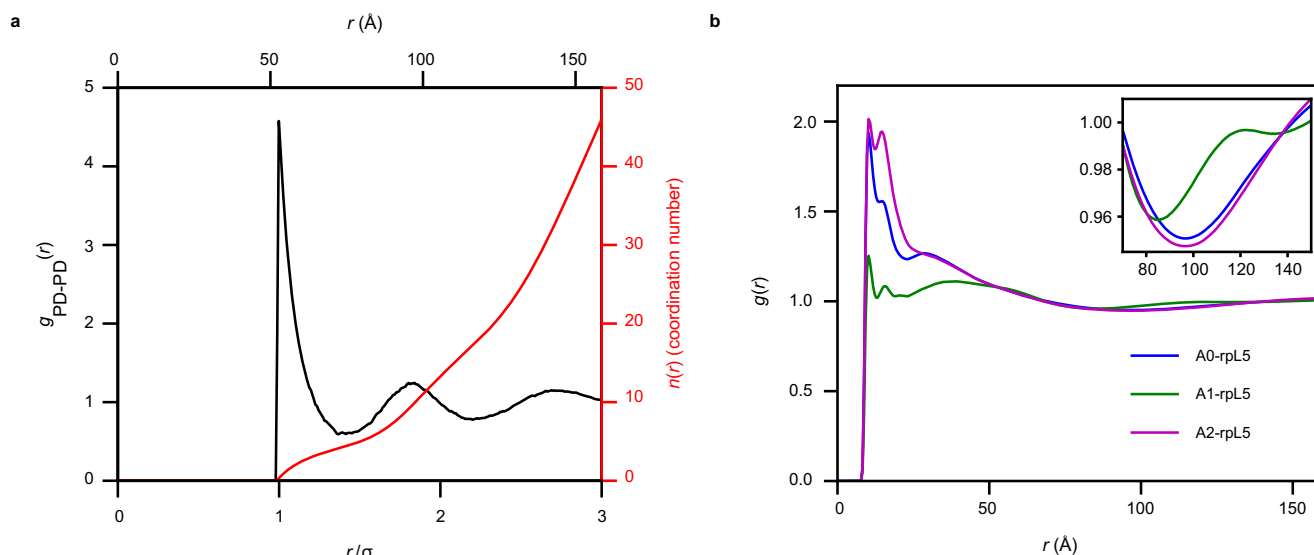 a
r (Å)
0 50 100 150
5
4
3
2
1
0
g PD-PD (r)
50
40
30
20
10
0
n(r) (coordination number)
0 1 2 3
r/σ
b
2.0
1.5
1.0
0.5
0.0
g(r)
1.00
0.98
0.96
80 100 120 140
A0-rpL5
A1-rpL5
A2-rpL5
0 50 100 150
r (Å)